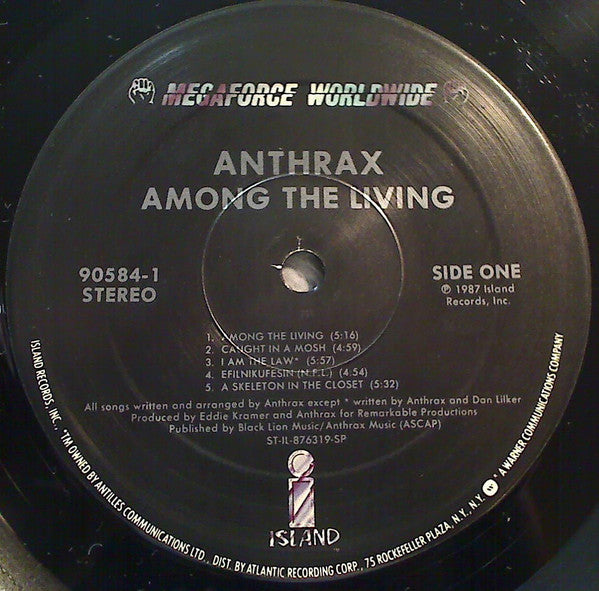 MEGAFORCE WORLDWIDE
ANTHRAX
AMONG THE LIVING
90584-1
STEREO
SIDE ONE
℗ 1987 Island
Records, Inc.
1. AMONG THE LIVING (5:16)
2. CAUGHT IN A MOSH (4:59)
3. I AM THE LAW* (5:57)
4. EFILNIKUFESIN (N.F.L.) (4:54)
5. A SKELETON IN THE CLOSET (5:32)
All songs written and arranged by Anthrax except * written by Anthrax and Dan Lilker
Produced by Eddie Kramer and Anthrax for Remarkable Productions
Published by Black Lion Music/Anthrax Music (ASCAP)
ST-IL-876319-SP
i
ISLAND
ISLAND RECORDS, INC. *TM OWNED BY ANTILLES COMMUNICATIONS LTD., DIST. BY ATLANTIC RECORDING CORP., 75 ROCKEFELLER PLAZA, N.Y., N.Y. W * A WARNER COMMUNICATIONS COMPANY